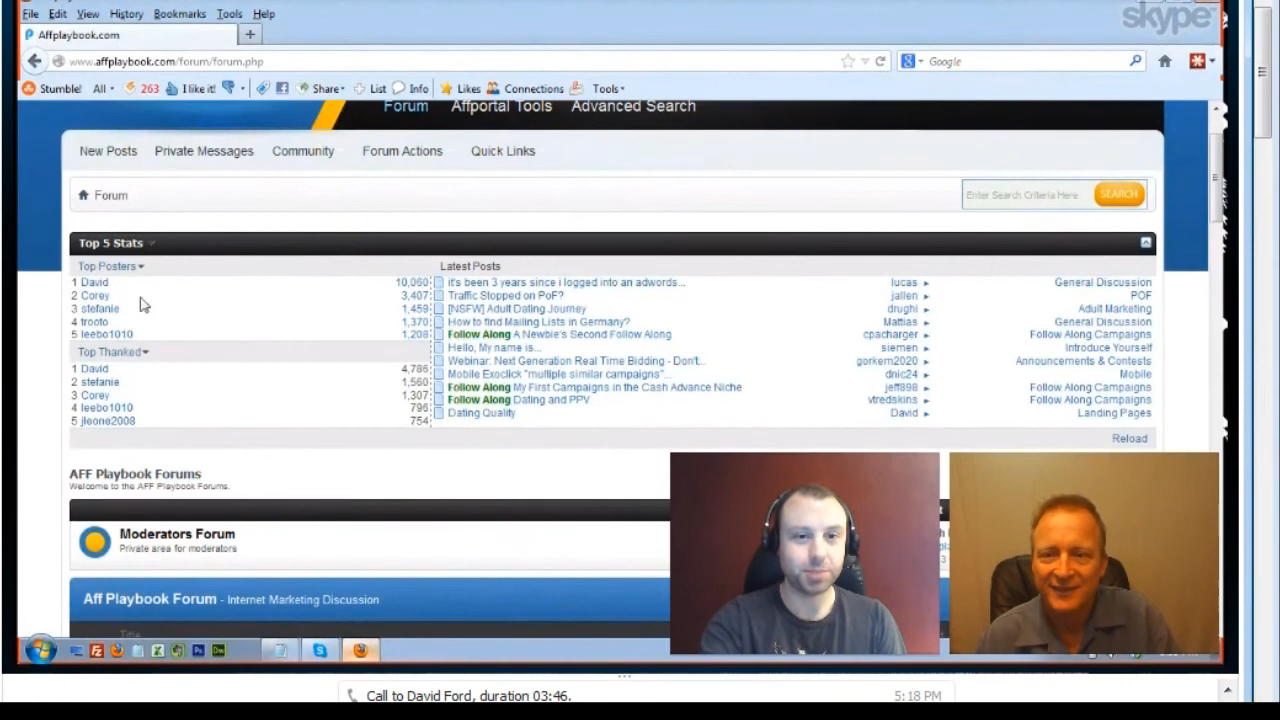 skype™
File Edit View History Bookmarks Tools Help
Affplaybook.com +
www.affplaybook.com/forum/forum.php Google
Stumble! All 263 I like it! Share List Info Likes Connections Tools
Forum Affportal Tools Advanced Search
New Posts Private Messages Community Forum Actions Quick Links
Forum Enter Search Criteria Here SEARCH
Top 5 Stats
Top Posters Latest Posts
1 David 10,060 it's been 3 years since i logged into an adwords... lucas General Discussion
2 Corey 3,407 Traffic Stopped on PoF? jallen POF
3 stefanie 1,459 [NSFW] Adult Dating Journey drughi Adult Marketing
4 trooto 1,370 How to find Mailing Lists in Germany? Mattias General Discussion
5 leebo1010 1,208 Follow Along A Newbie's Second Follow Along cpacharger Follow Along Campaigns
Top Thanked Hello, My name is... siemen Introduce Yourself
Webinar: Next Generation Real Time Bidding - Don't... gorkem2020 Announcements & Contests
1 David 4,786 Mobile Exoclick "multiple similar campaigns"... dnic24 Mobile
2 stefanie 1,560 Follow Along My First Campaigns in the Cash Advance Niche jeff898 Follow Along Campaigns
3 Corey 1,307 Follow Along Dating and PPV vtredskins Follow Along Campaigns
4 leebo1010 796 Dating Quality David Landing Pages
5 jleone2008 754
Reload
AFF Playbook Forums
Welcome to the AFF Playbook Forums.
Moderators Forum
Private area for moderators
Aff Playbook Forum - Internet Marketing Discussion
Title
Call to David Ford, duration 03:46. 5:18 PM